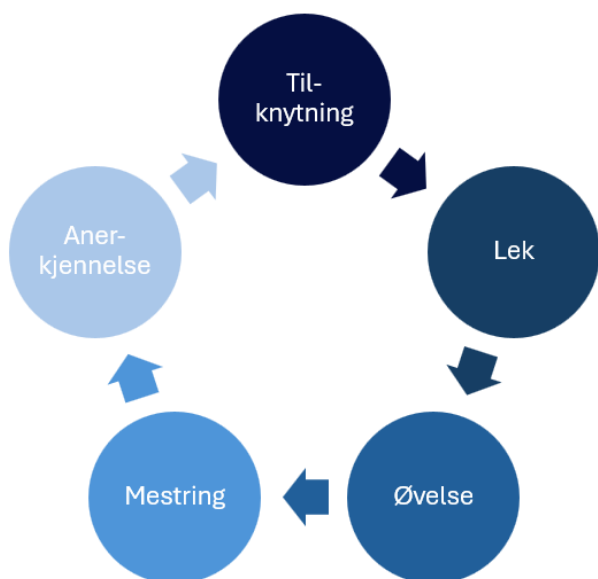 Til-
knytning
Lek
Øvelse
Mestring
Aner-
kjennelse